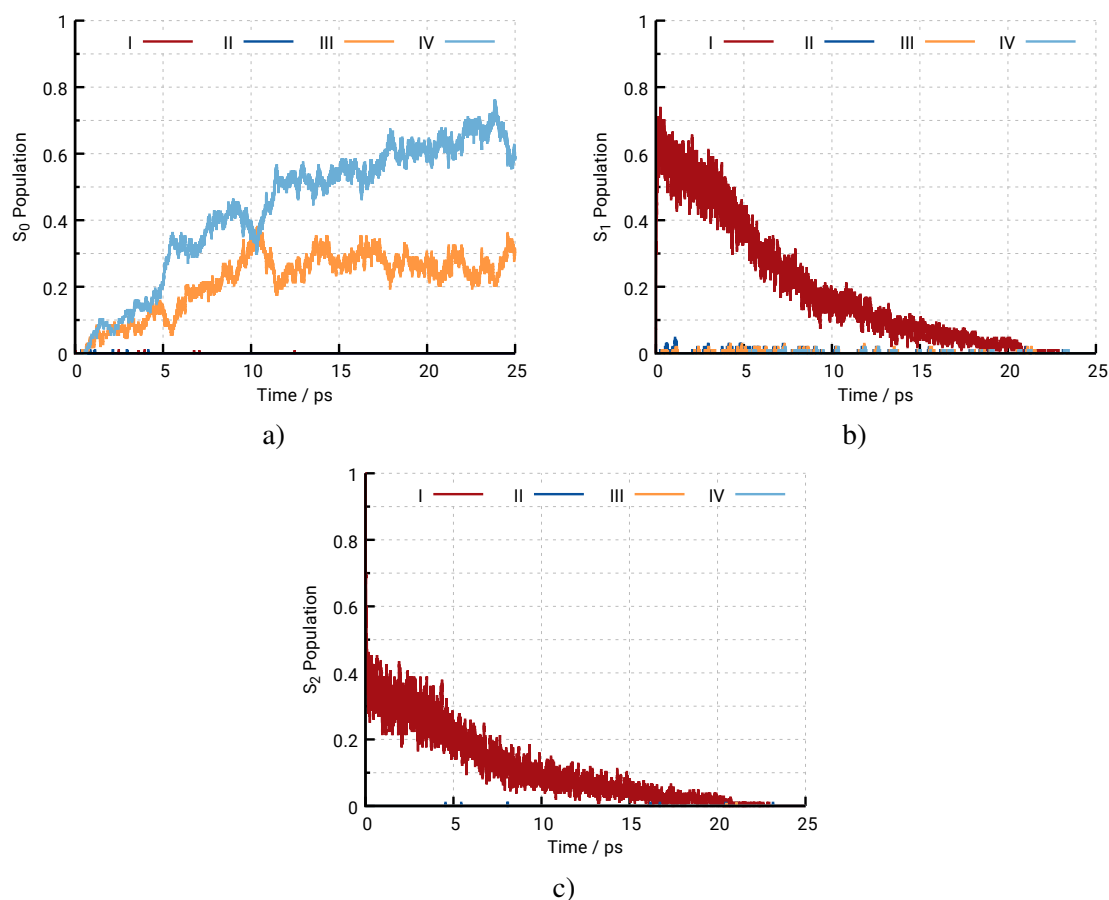 I II III IV
1
0.8
0.6
0.4
0.2
0
S₀ Population
0 5 10 15 20 25
Time / ps
a)
I II III IV
1
0.8
0.6
0.4
0.2
0
S₁ Population
0 5 10 15 20 25
Time / ps
b)
I II III IV
1
0.8
0.6
0.4
0.2
0
S₂ Population
0 5 10 15 20 25
Time / ps
c)